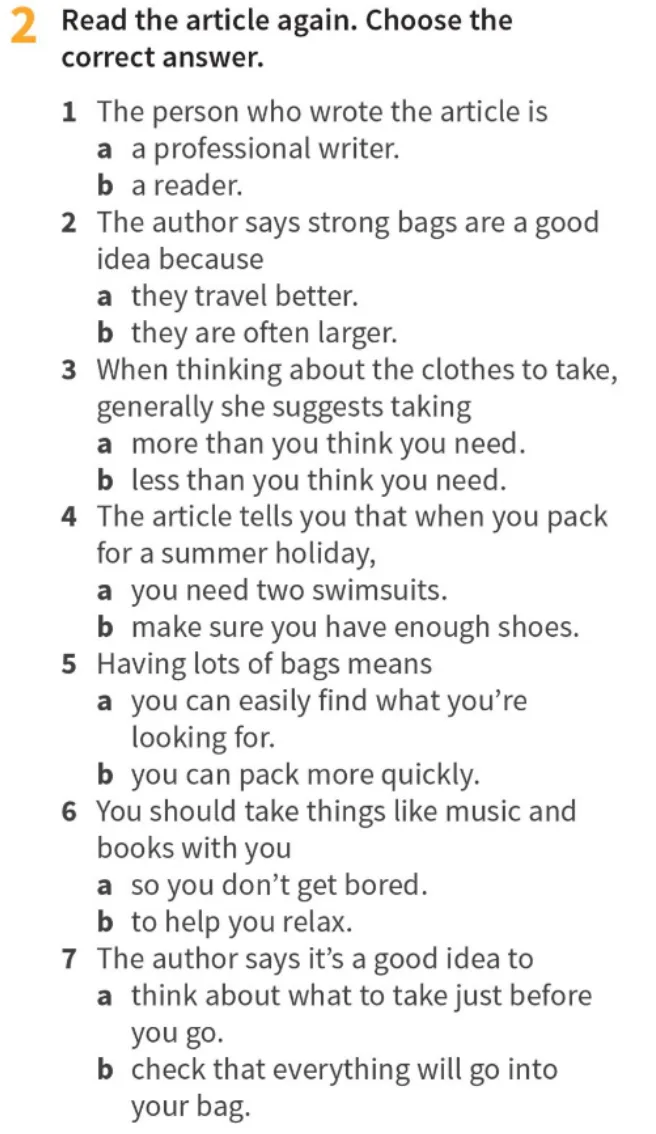 2 Read the article again. Choose the
correct answer.
1 The person who wrote the article is
a a professional writer.
b a reader.
2 The author says strong bags are a good
idea because
a they travel better.
b they are often larger.
3 When thinking about the clothes to take,
generally she suggests taking
a more than you think you need.
b less than you think you need.
4 The article tells you that when you pack
for a summer holiday,
a you need two swimsuits.
b make sure you have enough shoes.
5 Having lots of bags means
a you can easily find what you're
looking for.
b you can pack more quickly.
6 You should take things like music and
books with you
a so you don't get bored.
b to help you relax.
7 The author says it's a good idea to
a think about what to take just before
you go.
b check that everything will go into
your bag.